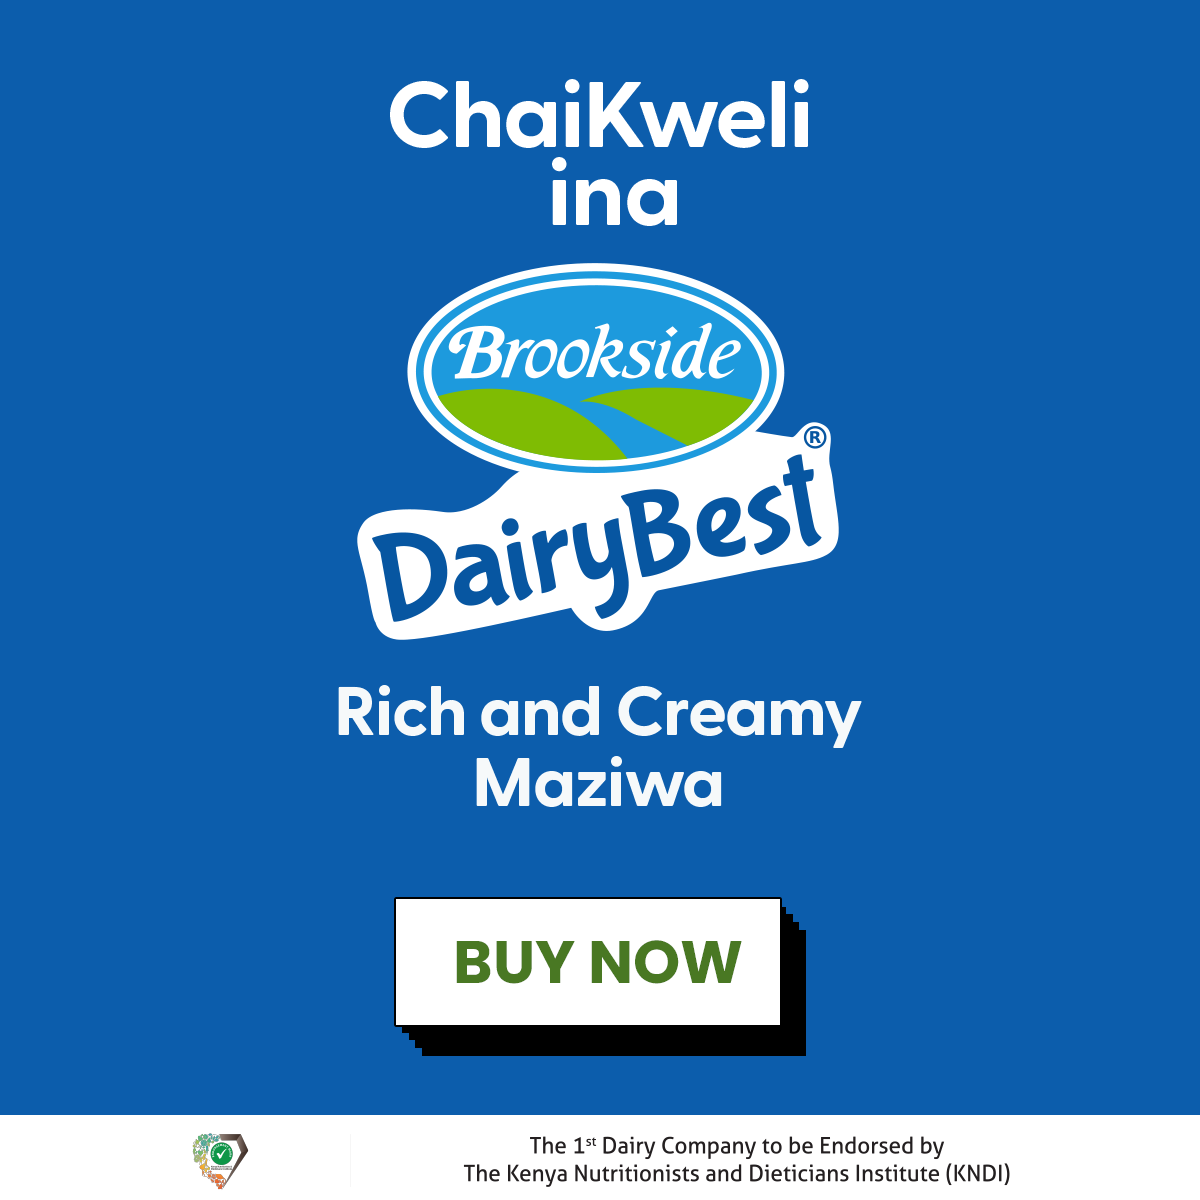 ChaiKweli
ina
Brookside
DairyBest®
Rich and Creamy
Maziwa
BUY NOW
The 1st Dairy Company to be Endorsed by
The Kenya Nutritionists and Dieticians Institute (KNDI)